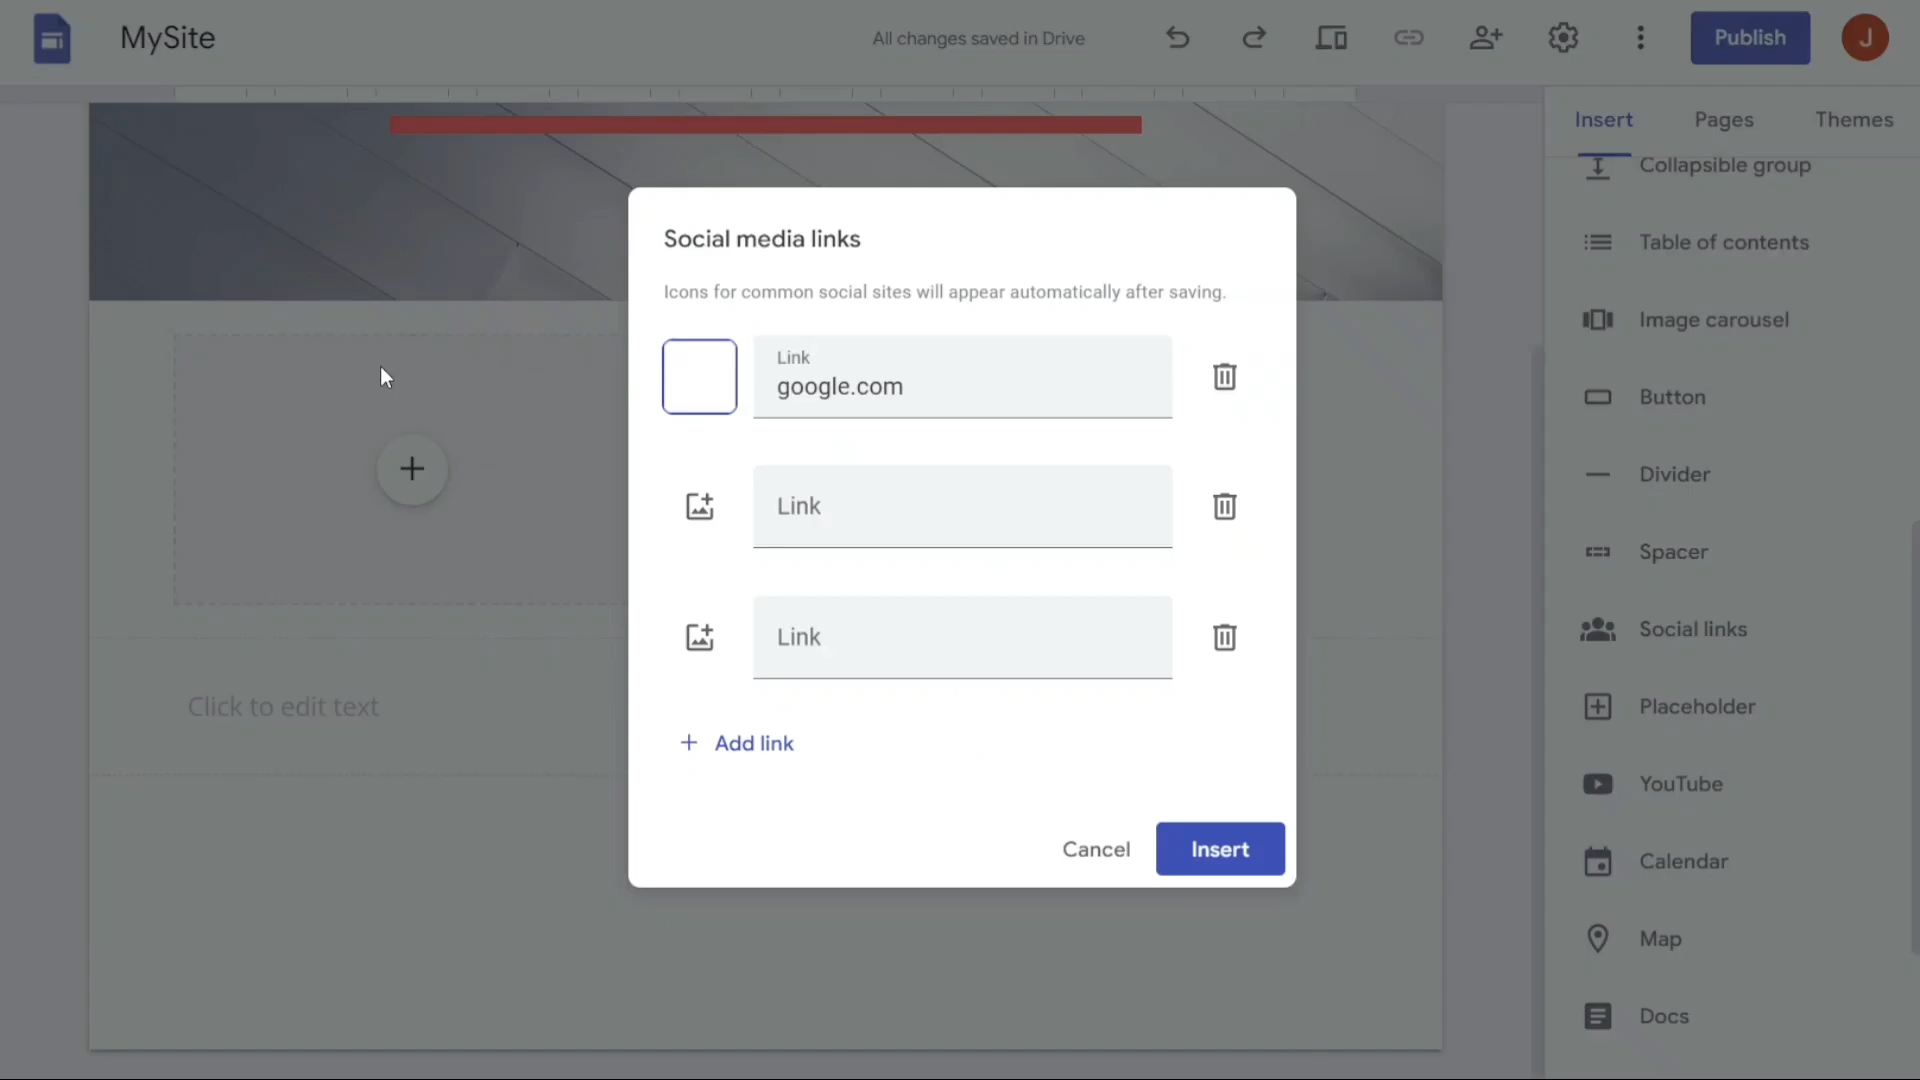 MySite
All changes saved in Drive
Publish
J
Insert
Pages
Themes
Collapsible group
Table of contents
Image carousel
Button
Divider
Spacer
Social links
Placeholder
YouTube
Calendar
Map
Docs
Click to edit text
Social media links
Icons for common social sites will appear automatically after saving.
Link
google.com
Link
Link
+ Add link
Cancel
Insert